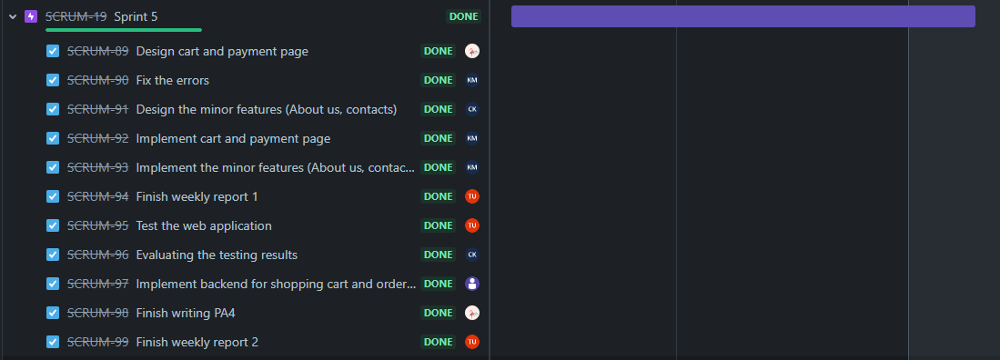 SCRUM-19 Sprint 5 DONE
SCRUM-89 Design cart and payment page DONE
SCRUM-90 Fix the errors DONE KM
SCRUM-91 Design the minor features (About us, contacts) DONE CK
SCRUM-92 Implement cart and payment page DONE KM
SCRUM-93 Implement the minor features (About us, contac... DONE KM
SCRUM-94 Finish weekly report 1 DONE TU
SCRUM-95 Test the web application DONE TU
SCRUM-96 Evaluating the testing results DONE CK
SCRUM-97 Implement backend for shopping cart and order... DONE
SCRUM-98 Finish writing PA4 DONE
SCRUM-99 Finish weekly report 2 DONE TU